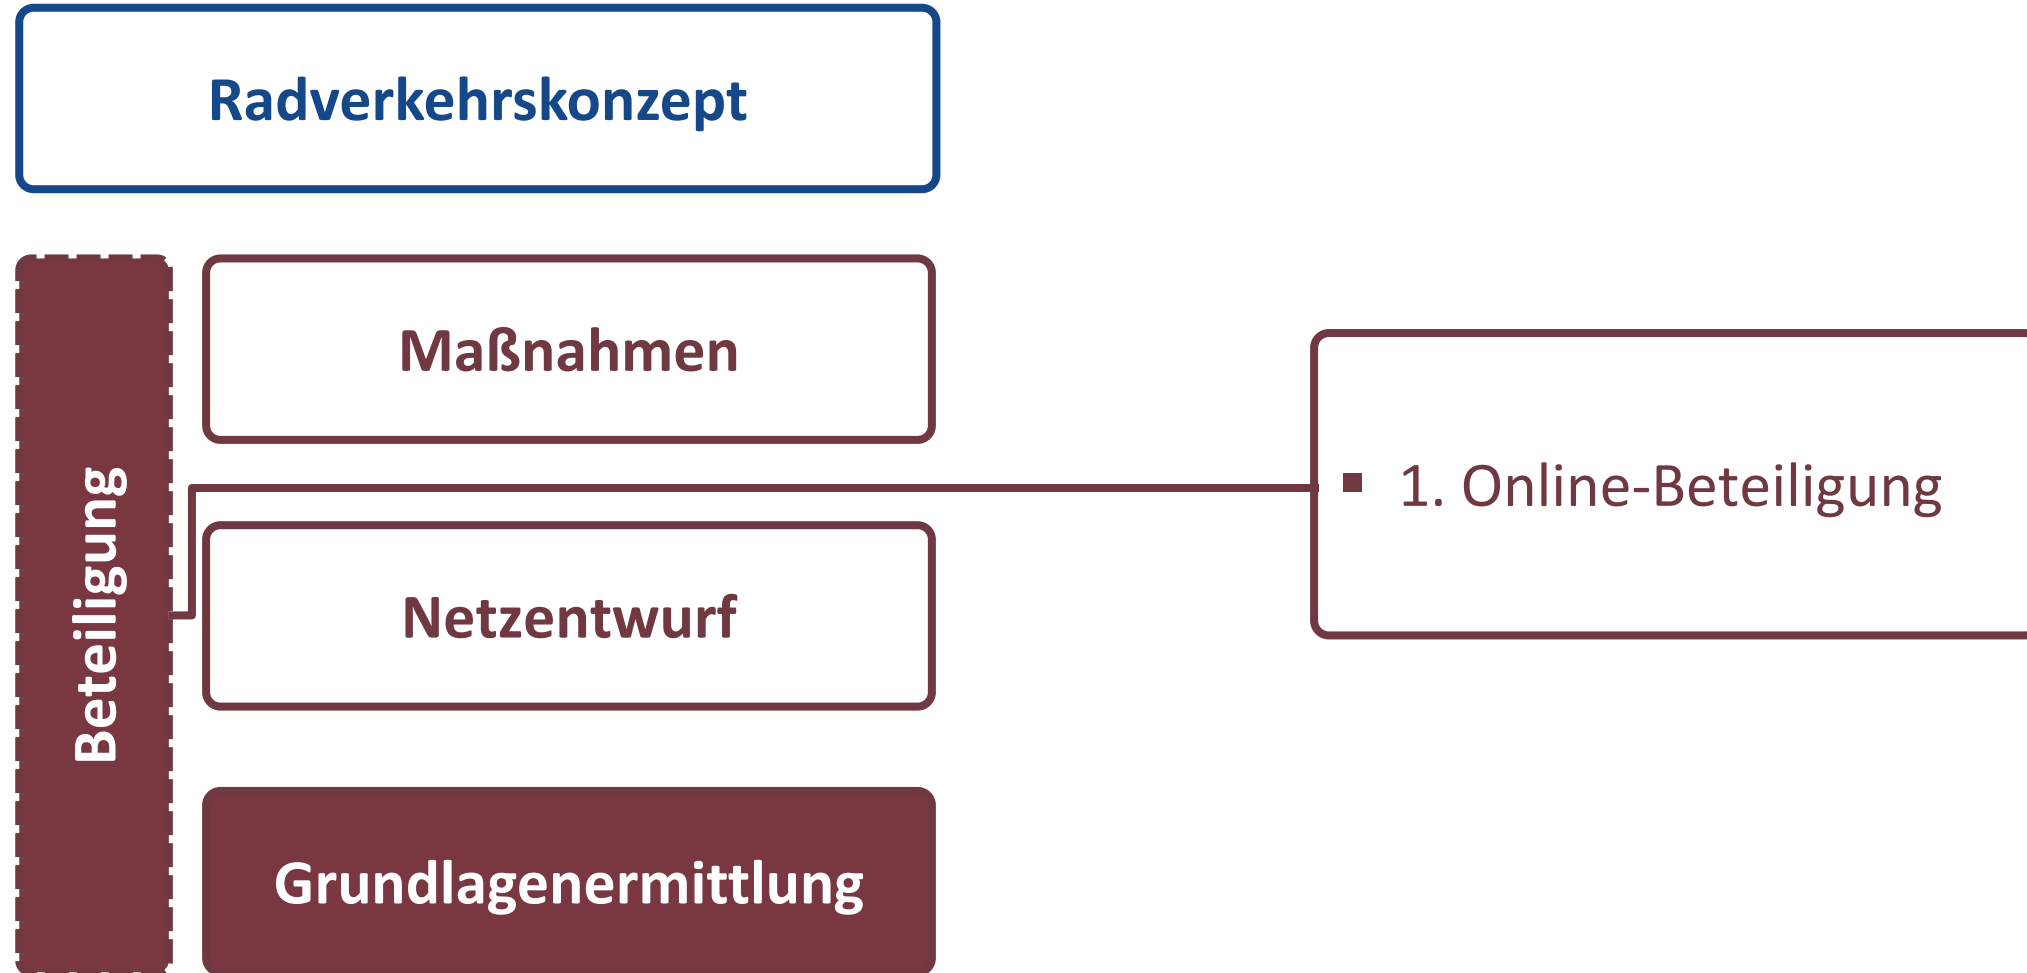 Radverkehrskonzept
Beteiligung
Maßnahmen
Netzentwurf
Grundlagenermittlung
▪ 1. Online-Beteiligung